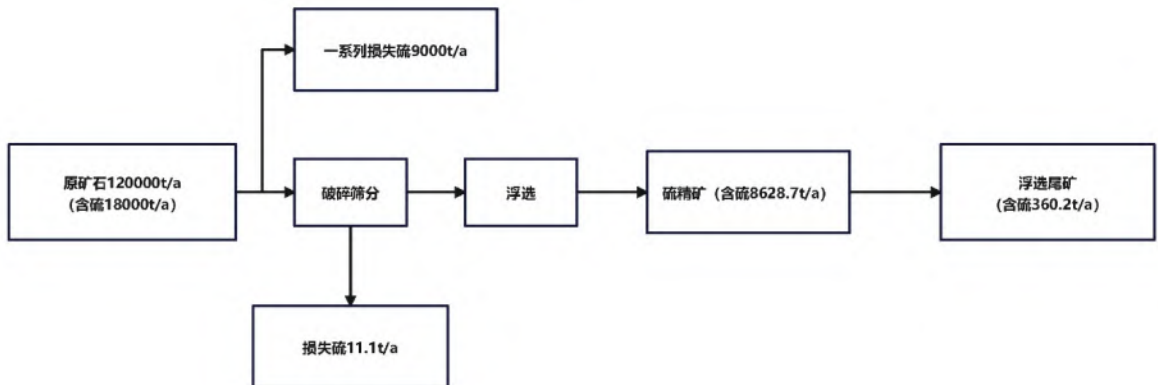 一系列损失硫9000t/a
原矿石120000t/a
（含硫18000t/a）
破碎筛分
浮选
硫精矿（含硫8628.7t/a）
浮选尾矿
（含硫360.2t/a）
损失硫11.1t/a